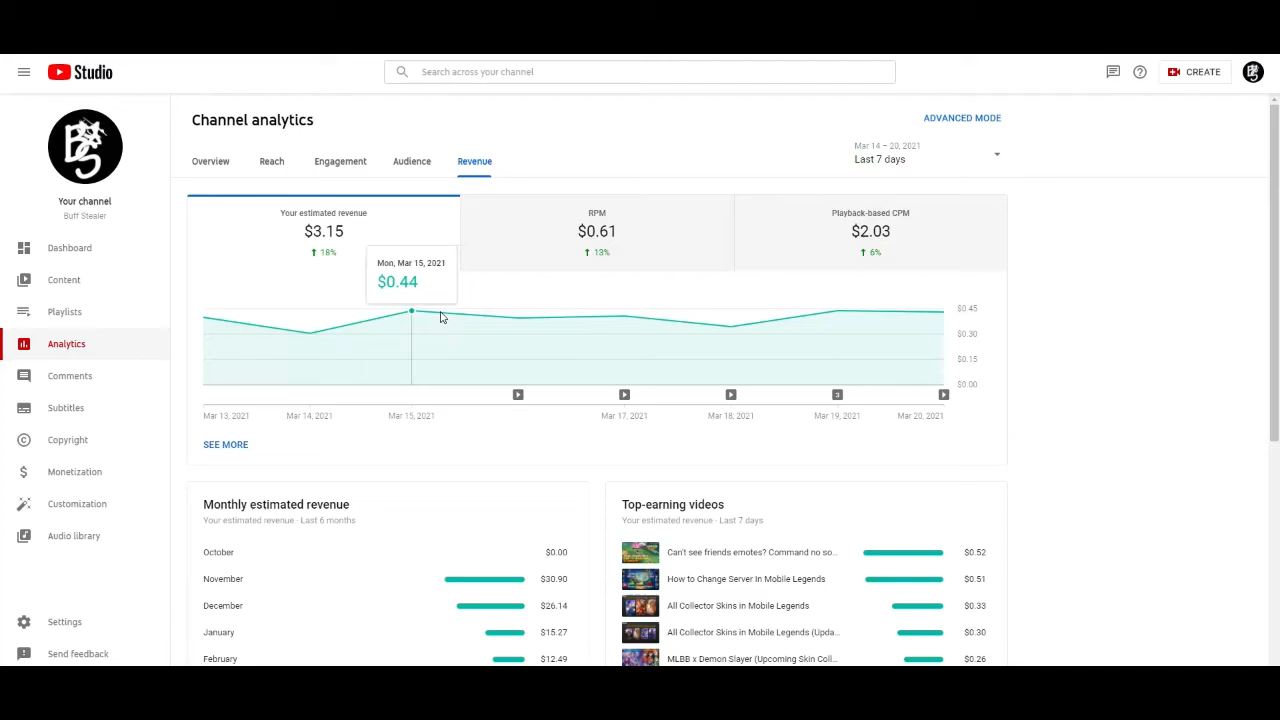 Studio
Search across your channel
CREATE
Your channel
Buff Stealer
Dashboard
Content
Playlists
Analytics
Comments
Subtitles
Copyright
Monetization
Customization
Audio library
Settings
Send feedback
Channel analytics
ADVANCED MODE
Overview Reach Engagement Audience Revenue
Mar 14 – 20, 2021
Last 7 days
Your estimated revenue
$3.15
18%
RPM
$0.61
13%
Playback-based CPM
$2.03
6%
Mon, Mar 15, 2021
$0.44
$0.45
$0.30
$0.15
$0.00
3
Mar 13, 2021 Mar 14, 2021 Mar 15, 2021 Mar 17, 2021 Mar 18, 2021 Mar 19, 2021 Mar 20, 2021
SEE MORE
Monthly estimated revenue
Your estimated revenue · Last 6 months
October $0.00
November $30.90
December $26.14
January $15.27
February $12.49
Top-earning videos
Your estimated revenue · Last 7 days
Can't see friends emotes? Command no so... $0.52
How to Change Server In Mobile Legends $0.51
All Collector Skins in Mobile Legends $0.33
All Collector Skins in Mobile Legends (Upda... $0.30
MLBB x Demon Slayer (Upcoming Skin Coll... $0.26